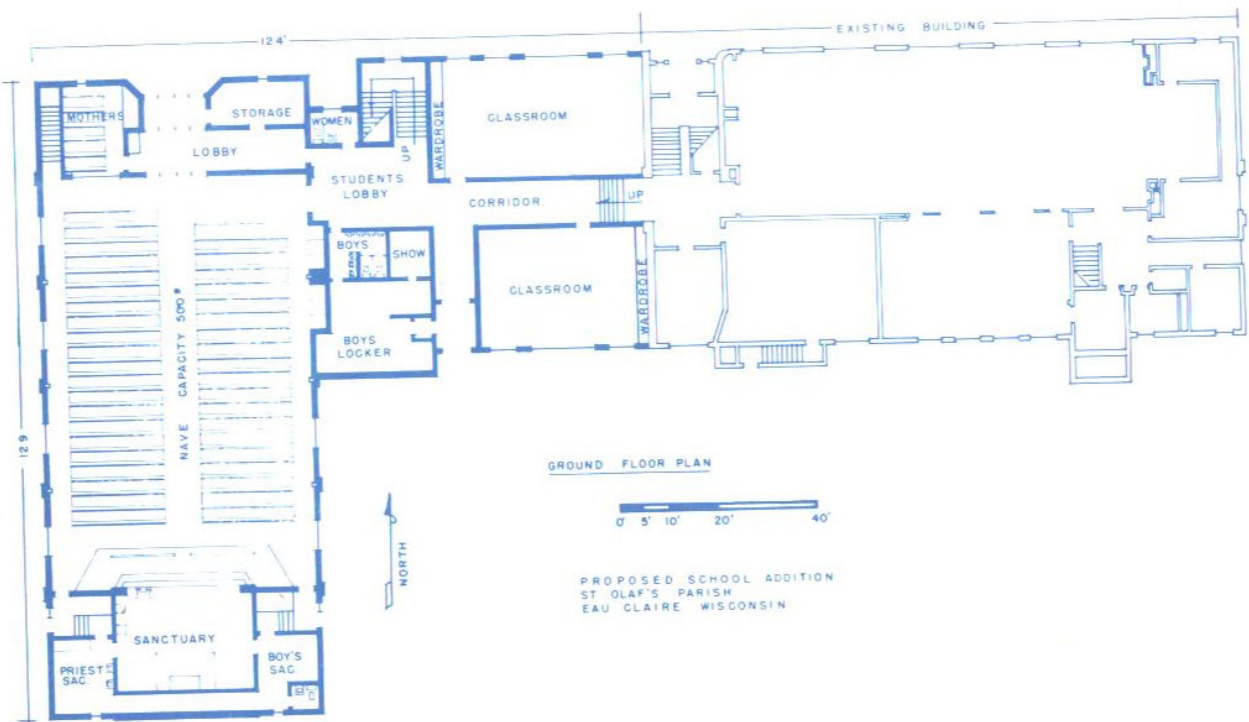 124'
EXISTING BUILDING
MOTHERS
STORAGE
LOBBY
WOMEN
UP
WARDROBE
CLASSROOM
STUDENTS
LOBBY
CORRIDOR
UP
BOYS
SHOW
CLASSROOM
WARDROBE
BOYS
LOCKER
NAVE CAPACITY 500
129
GROUND FLOOR PLAN
0' 5' 10' 20' 40'
NORTH
PROPOSED SCHOOL ADDITION
ST OLAF'S PARISH
EAU CLAIRE WISCONSIN
SANCTUARY
PRIEST
SAC.
BOY'S
SAC.